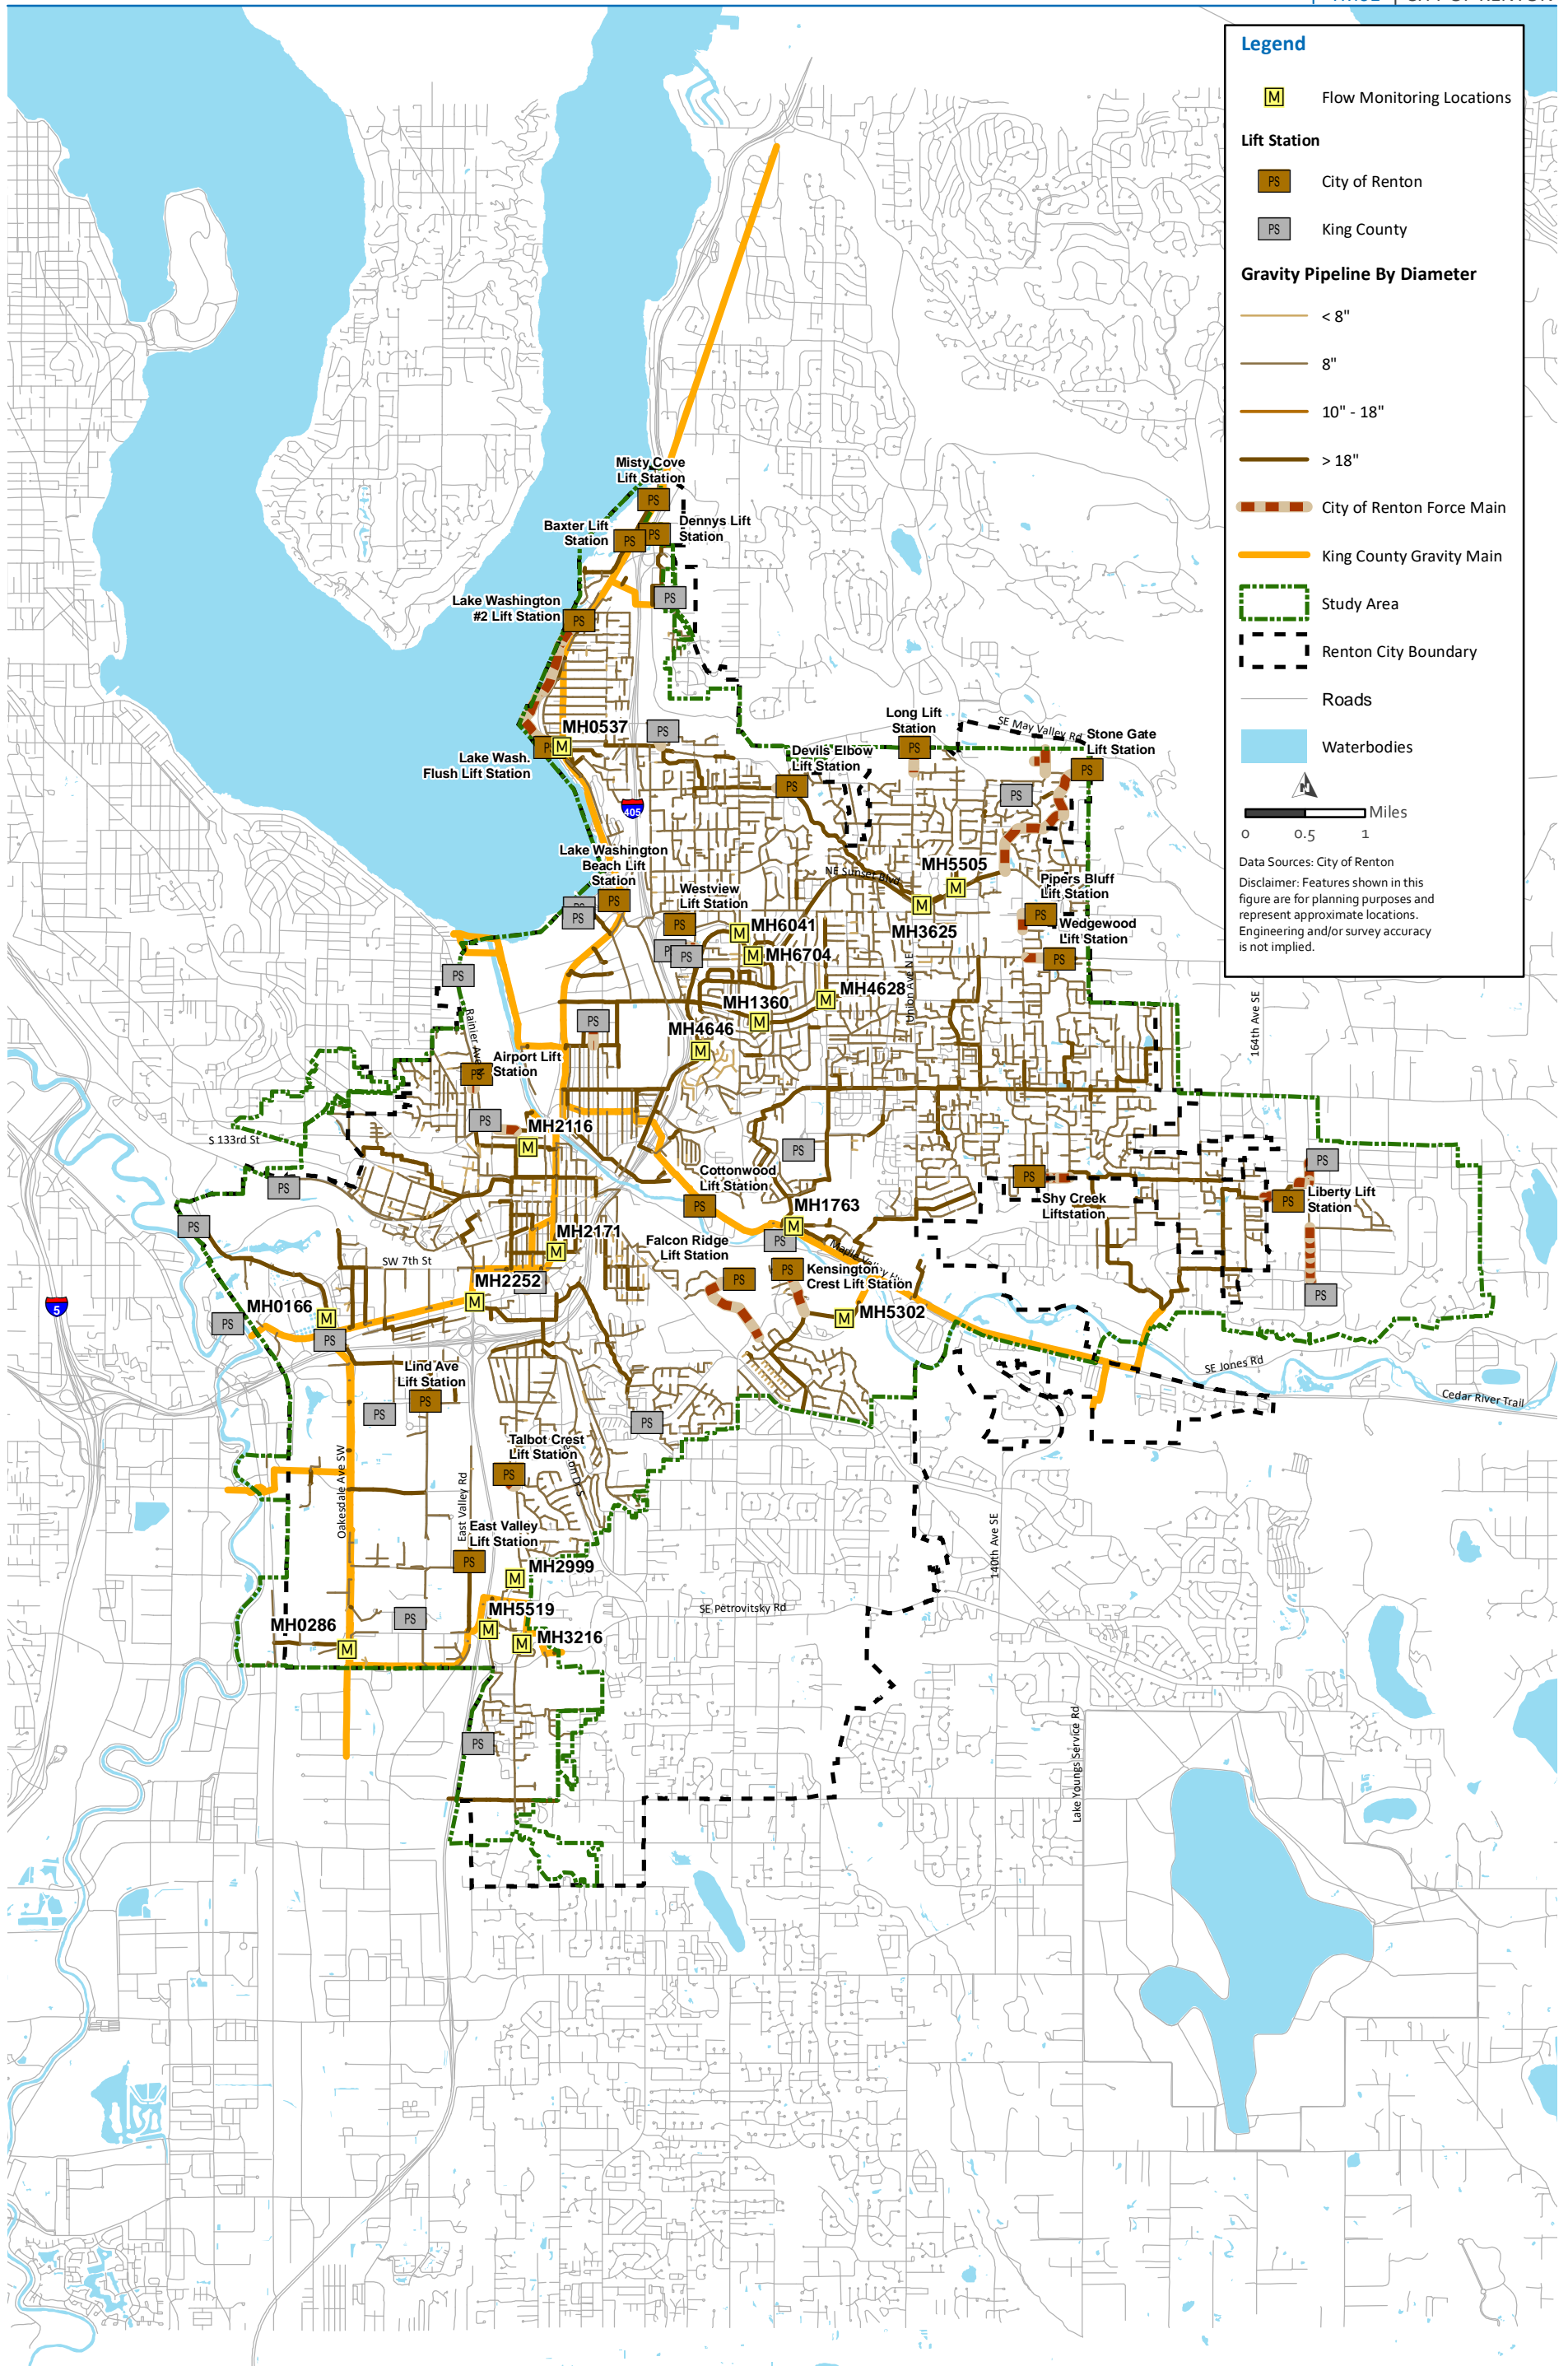 Legend
M Flow Monitoring Locations
Lift Station
PS City of Renton
PS King County
Gravity Pipeline By Diameter
< 8"
8"
10" - 18"
> 18"
City of Renton Force Main
King County Gravity Main
Study Area
Renton City Boundary
Roads
Waterbodies
N
Miles
0 0.5 1
Data Sources: City of Renton
Disclaimer: Features shown in this
figure are for planning purposes and
represent approximate locations.
Engineering and/or survey accuracy
is not implied.
Misty Cove
Lift Station
Baxter Lift
Station
Dennys Lift
Station
Lake Washington
#2 Lift Station
MH0537
Lake Wash.
Flush Lift Station
405
Long Lift
Station
SE May Valley Rd
Stone Gate
Lift Station
Devils Elbow
Lift Station
Lake Washington
Beach Lift
Station
Westview
Lift Station
NE Sunset Blvd
MH5505
MH3625
Pipers Bluff
Lift Station
Wedgewood
Lift Station
MH6041
MH6704
MH4628
MH1360
MH4646
Union Ave NE
164th Ave SE
Airport Lift
Station
S 133rd St
MH2116
Cottonwood
Lift Station
MH1763
Shy Creek
Liftstation
Liberty Lift
Station
Falcon Ridge
Lift Station
Kensington
Crest Lift Station
MH5302
MH2171
SW 7th St
MH2252
MH0166
5
Lind Ave
Lift Station
SE Jones Rd
Cedar River Trail
Talbot Crest
Lift Station
Oakesdale Ave SW
East Valley Rd
East Valley
Lift Station
MH2999
MH5519
MH3216
MH0286
SE Petrovitsky Rd
140th Ave SE
Lake Youngs Service Rd